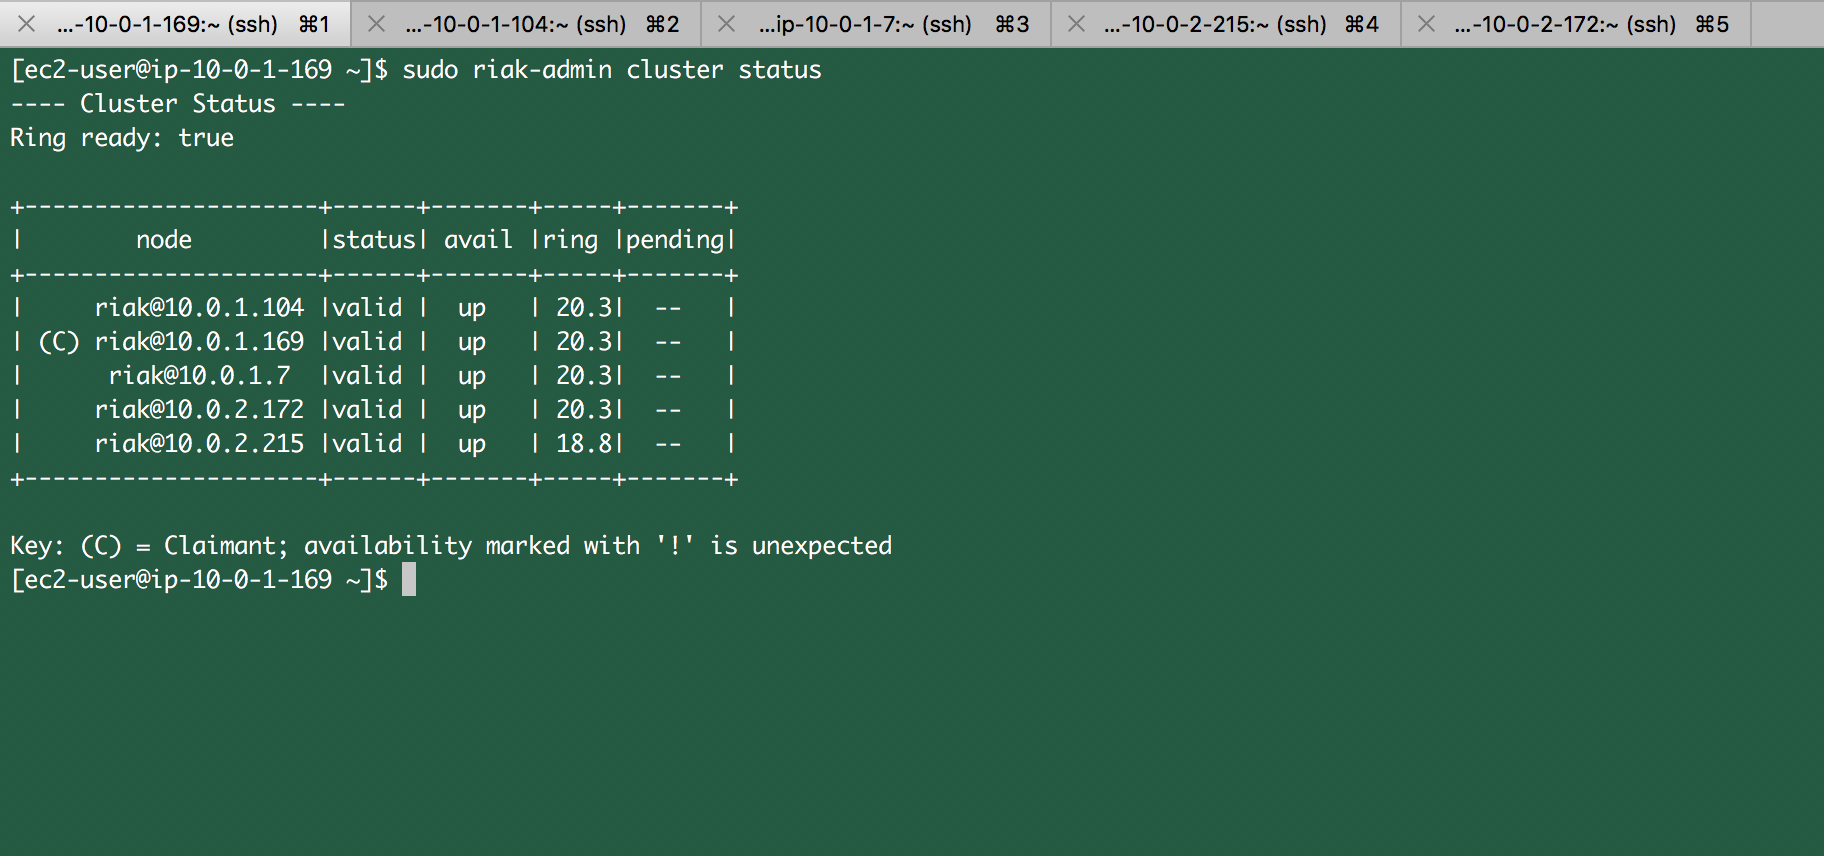 ...-10-0-1-169:~ (ssh) ⌘1 ...-10-0-1-104:~ (ssh) ⌘2 ...ip-10-0-1-7:~ (ssh) ⌘3 ...-10-0-2-215:~ (ssh) ⌘4 ...-10-0-2-172:~ (ssh) ⌘5
[ec2-user@ip-10-0-1-169 ~]$ sudo riak-admin cluster status
---- Cluster Status ----
Ring ready: true
+---------------------+------+-------+-----+-------+
|        node         |status| avail |ring |pending|
+---------------------+------+-------+-----+-------+
|     riak@10.0.1.104 |valid |  up   | 20.3|  --   |
| (C) riak@10.0.1.169 |valid |  up   | 20.3|  --   |
|      riak@10.0.1.7  |valid |  up   | 20.3|  --   |
|     riak@10.0.2.172 |valid |  up   | 20.3|  --   |
|     riak@10.0.2.215 |valid |  up   | 18.8|  --   |
+---------------------+------+-------+-----+-------+
Key: (C) = Claimant; availability marked with '!' is unexpected
[ec2-user@ip-10-0-1-169 ~]$